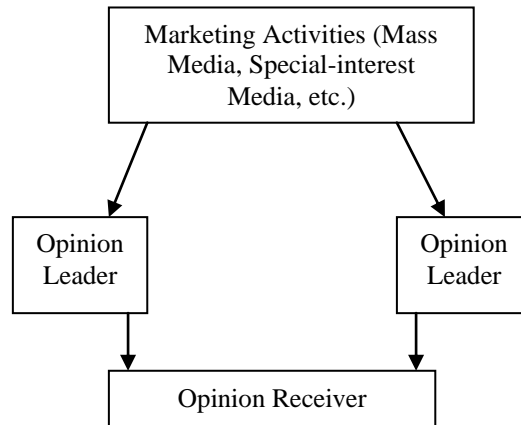 Marketing Activities (Mass
Media, Special-interest
Media, etc.)
Opinion
Leader
Opinion
Leader
Opinion Receiver